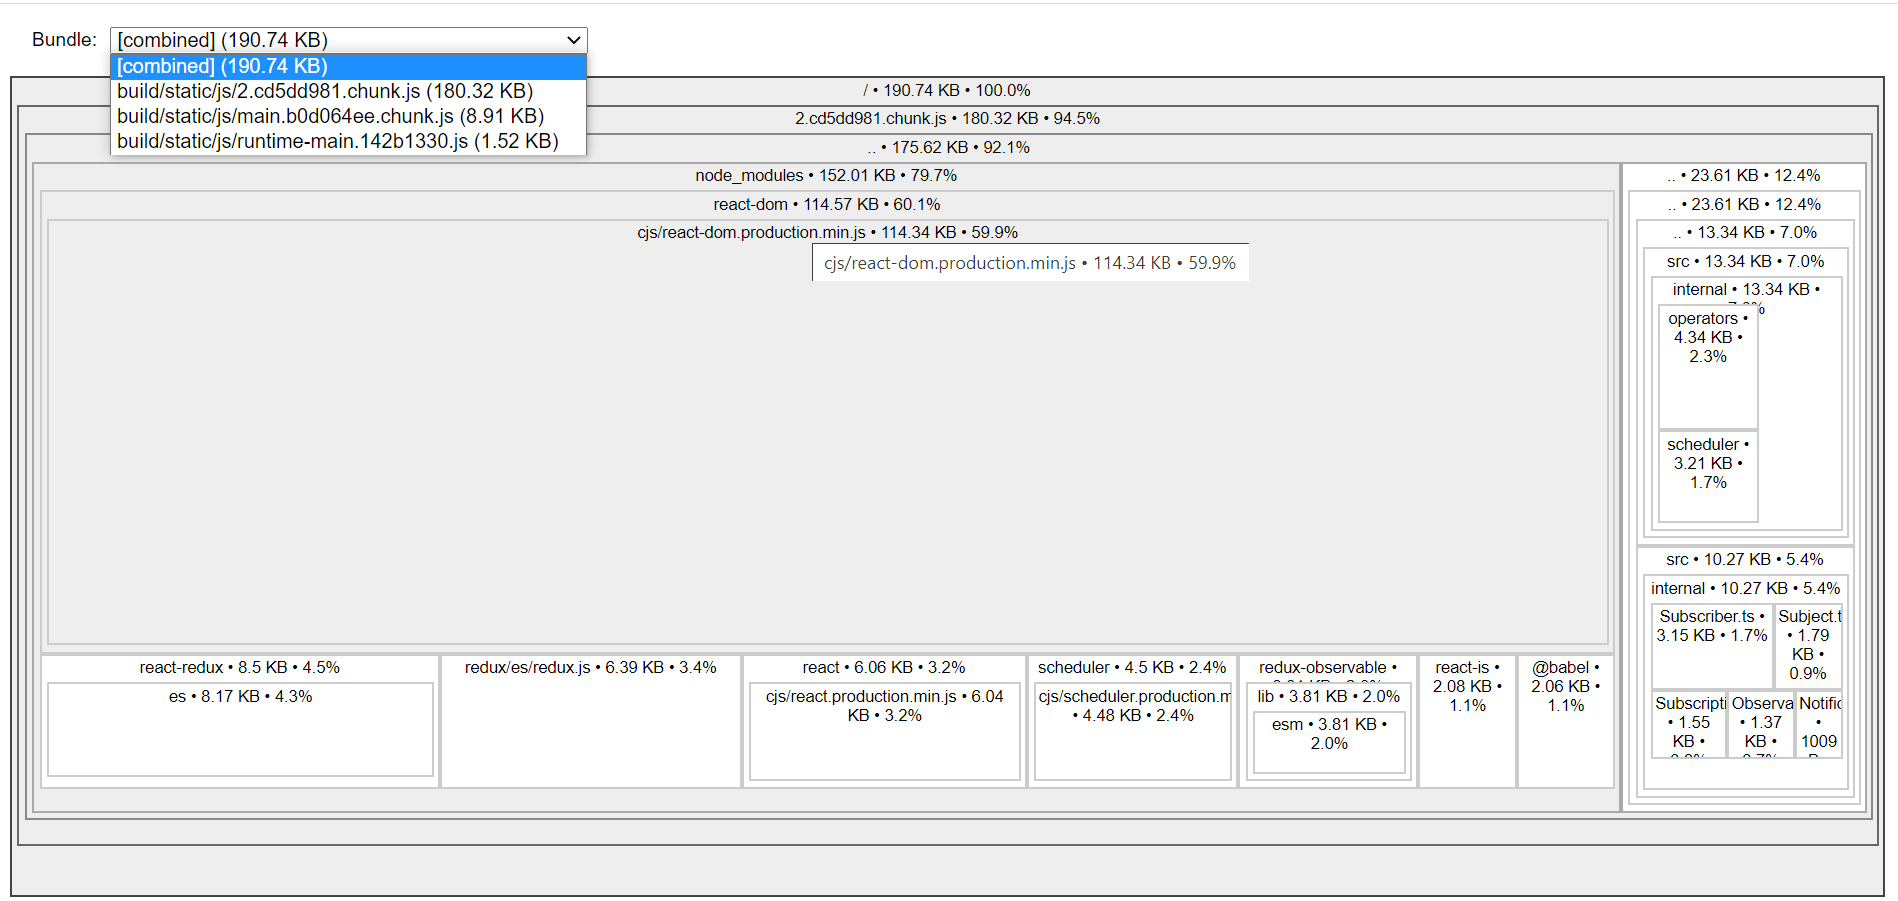 Bundle:
[combined] (190.74 KB)
[combined] (190.74 KB)
build/static/js/2.cd5dd981.chunk.js (180.32 KB)
build/static/js/main.b0d064ee.chunk.js (8.91 KB)
build/static/js/runtime-main.142b1330.js (1.52 KB)
/ • 190.74 KB • 100.0%
2.cd5dd981.chunk.js • 180.32 KB • 94.5%
.. • 175.62 KB • 92.1%
node_modules • 152.01 KB • 79.7%
react-dom • 114.57 KB • 60.1%
cjs/react-dom.production.min.js • 114.34 KB • 59.9%
cjs/react-dom.production.min.js • 114.34 KB • 59.9%
react-redux • 8.5 KB • 4.5%
es • 8.17 KB • 4.3%
redux/es/redux.js • 6.39 KB • 3.4%
react • 6.06 KB • 3.2%
cjs/react.production.min.js • 6.04
KB • 3.2%
scheduler • 4.5 KB • 2.4%
cjs/scheduler.production.m
• 4.48 KB • 2.4%
redux-observable •
lib • 3.81 KB • 2.0%
esm • 3.81 KB •
2.0%
react-is •
2.08 KB •
1.1%
@babel •
2.06 KB •
1.1%
.. • 23.61 KB • 12.4%
.. • 23.61 KB • 12.4%
.. • 13.34 KB • 7.0%
src • 13.34 KB • 7.0%
internal • 13.34 KB •
operators •
4.34 KB •
2.3%
scheduler •
3.21 KB •
1.7%
src • 10.27 KB • 5.4%
internal • 10.27 KB • 5.4%
Subscriber.ts •
3.15 KB • 1.7%
Subject.t
• 1.79
KB •
0.9%
Subscripti
• 1.55
KB •
Observa
• 1.37
KB •
Notific
•
1009